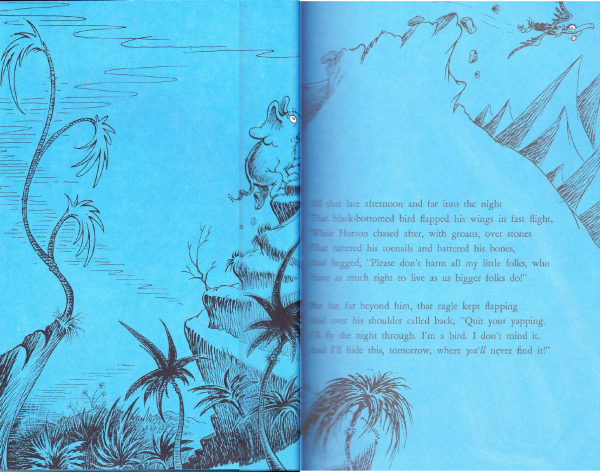 All that late afternoon and far into the night
That black-bottomed bird flapped his wings in fast flight,
While Horton chased after, with groans, over stones
That tattered his toenails and battered his bones,
And begged, "Please don't harm all my little folks, who
Have as much right to live as us bigger folks do!"
But far, far beyond him, that eagle kept flapping
And over his shoulder called back, "Quit your yapping.
I'll fly the night through. I'm a bird. I don't mind it.
And I'll hide this, tomorrow, where you'll never find it!"